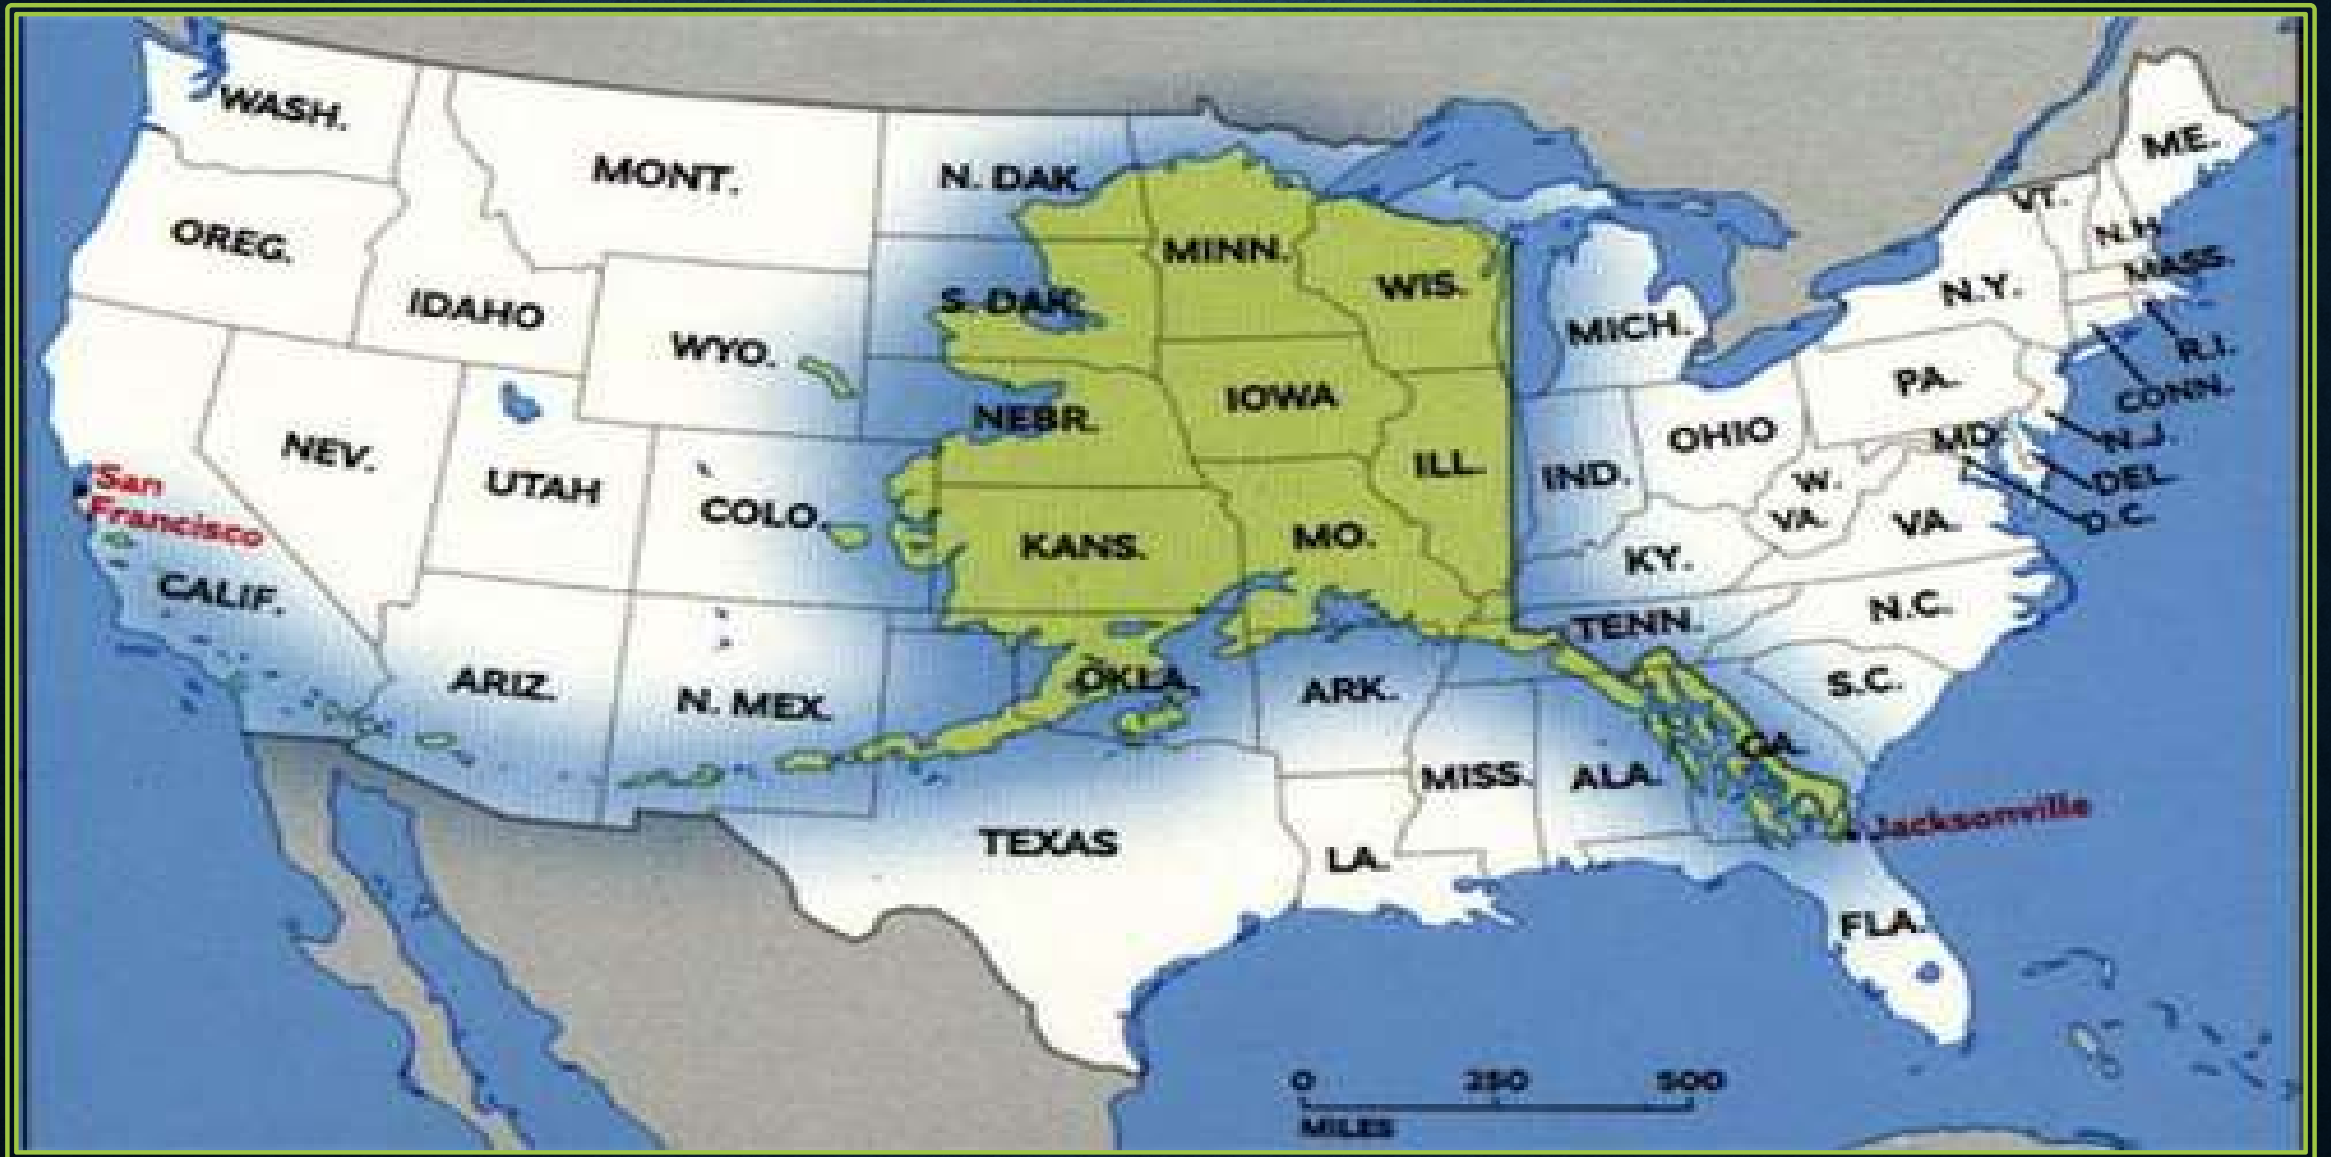 WASH.
MONT.
N. DAK.
ME.
VT.
N.H.
OREG.
MINN.
MASS.
IDAHO
S. DAK.
WIS.
N.Y.
WYO.
MICH.
R.I.
PA.
CONN.
NEBR.
IOWA
OHIO
MD.
N.J.
NEV.
UTAH
COLO.
ILL.
IND.
W.
VA.
DEL.
San
Francisco
KANS.
MO.
VA.
D.C.
KY.
CALIF.
TENN.
N.C.
ARIZ.
N. MEX.
OKLA.
ARK.
S.C.
GA.
MISS.
ALA.
TEXAS
LA.
Jacksonville
FLA.
0 250 500
MILES